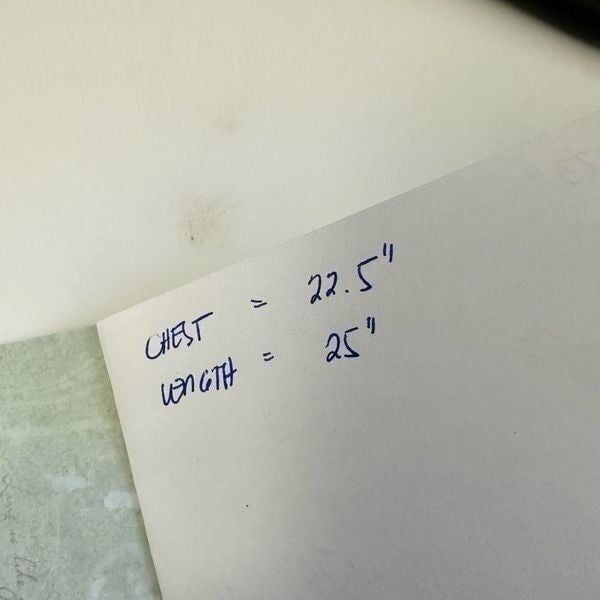 CHEST = 22.5"
LENGTH = 25"